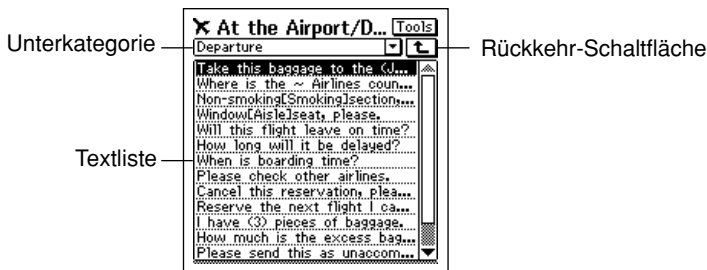 At the Airport/D... Tools
Unterkategorie
Departure
Rückkehr-Schaltfläche
Textliste
Take this baggage to the (J...
Where is the ~ Airlines coun...
Non-smoking[Smoking]section,...
Window[Aisle]seat, please.
Will this flight leave on time?
How long will it be delayed?
When is boarding time?
Please check other airlines.
Cancel this reservation, plea...
Reserve the next flight I ca...
I have (3) pieces of baggage.
How much is the excess bag...
Please send this as unaccom...